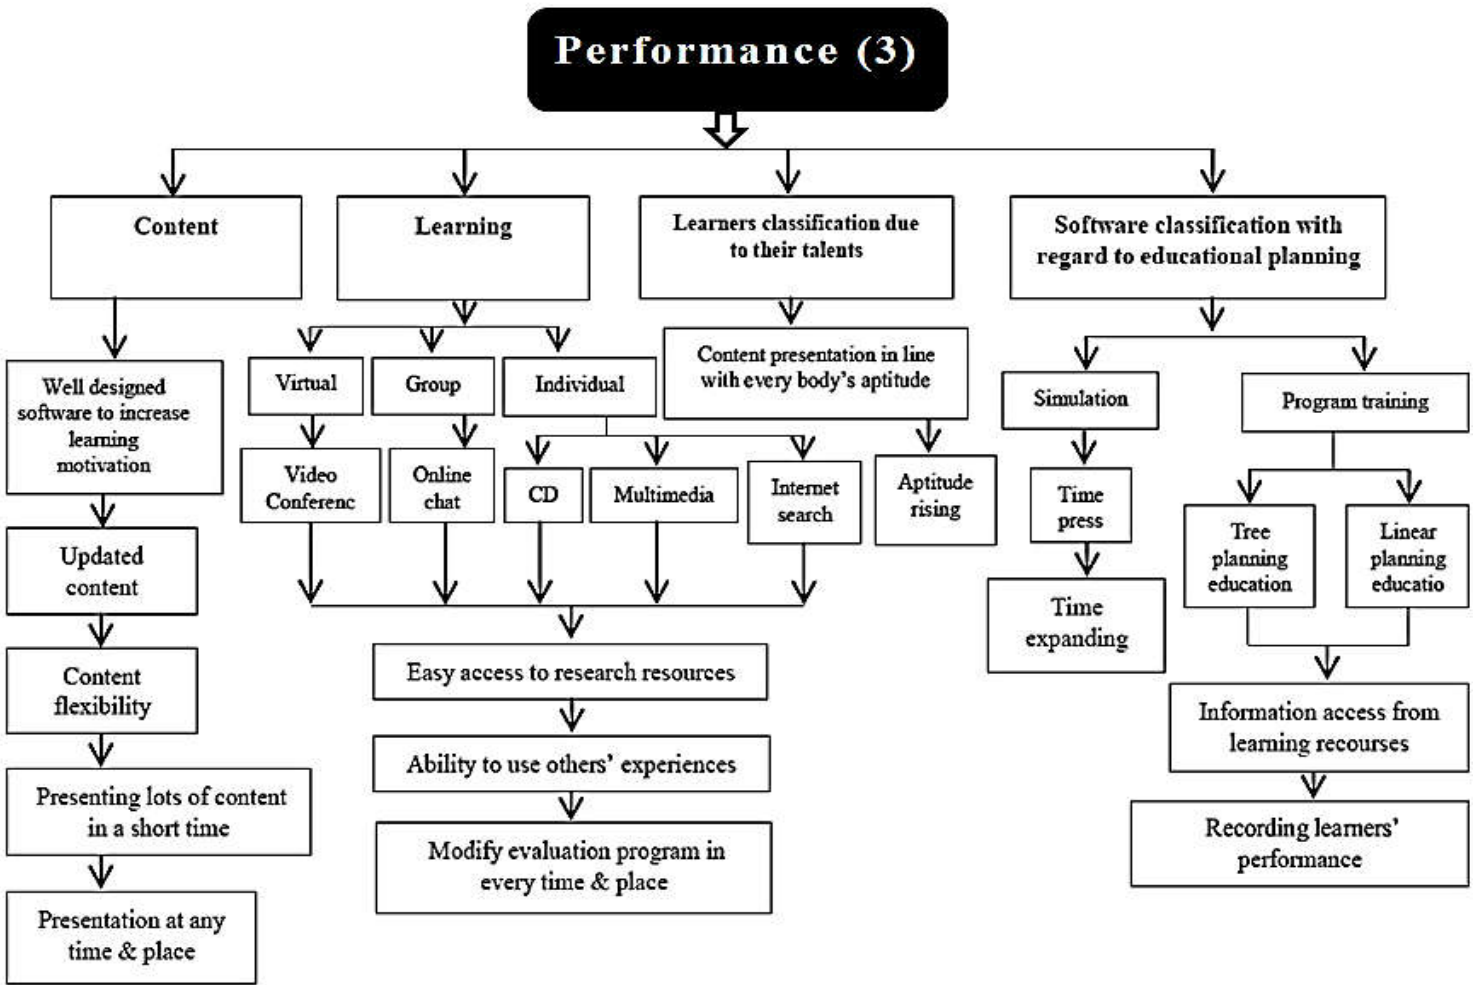 Performance (3)
Content
Learning
Learners classification due
to their talents
Software classification with
regard to educational planning
Well designed
software to increase
learning
motivation
Updated
content
Content
flexibility
Presenting lots of content
in a short time
Presentation at any
time & place
Virtual
Group
Individual
Video
Conferenc
Online
chat
CD
Multimedia
Internet
search
Easy access to research resources
Ability to use others’ experiences
Modify evaluation program in
every time & place
Content presentation in line
with every body’s aptitude
Aptitude
rising
Simulation
Time
press
Time
expanding
Program training
Tree
planning
education
Linear
planning
educatio
Information access from
learning recourses
Recording learners’
performance